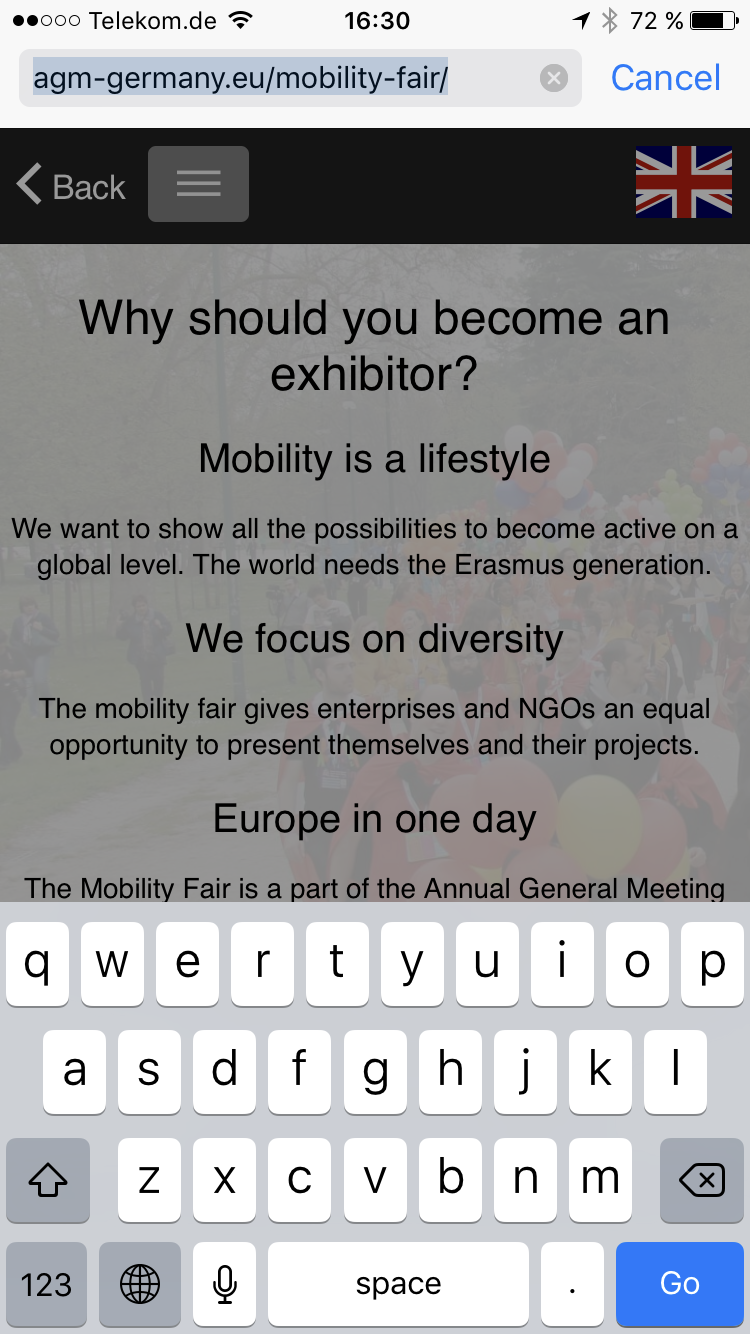 Telekom.de 16:30 72 %
agm-germany.eu/mobility-fair/ Cancel
Back
Why should you become an
exhibitor?
Mobility is a lifestyle
We want to show all the possibilities to become active on a
global level. The world needs the Erasmus generation.
We focus on diversity
The mobility fair gives enterprises and NGOs an equal
opportunity to present themselves and their projects.
Europe in one day
The Mobility Fair is a part of the Annual General Meeting
q w e r t y u i o p
a s d f g h j k l
z x c v b n m
123 space . Go